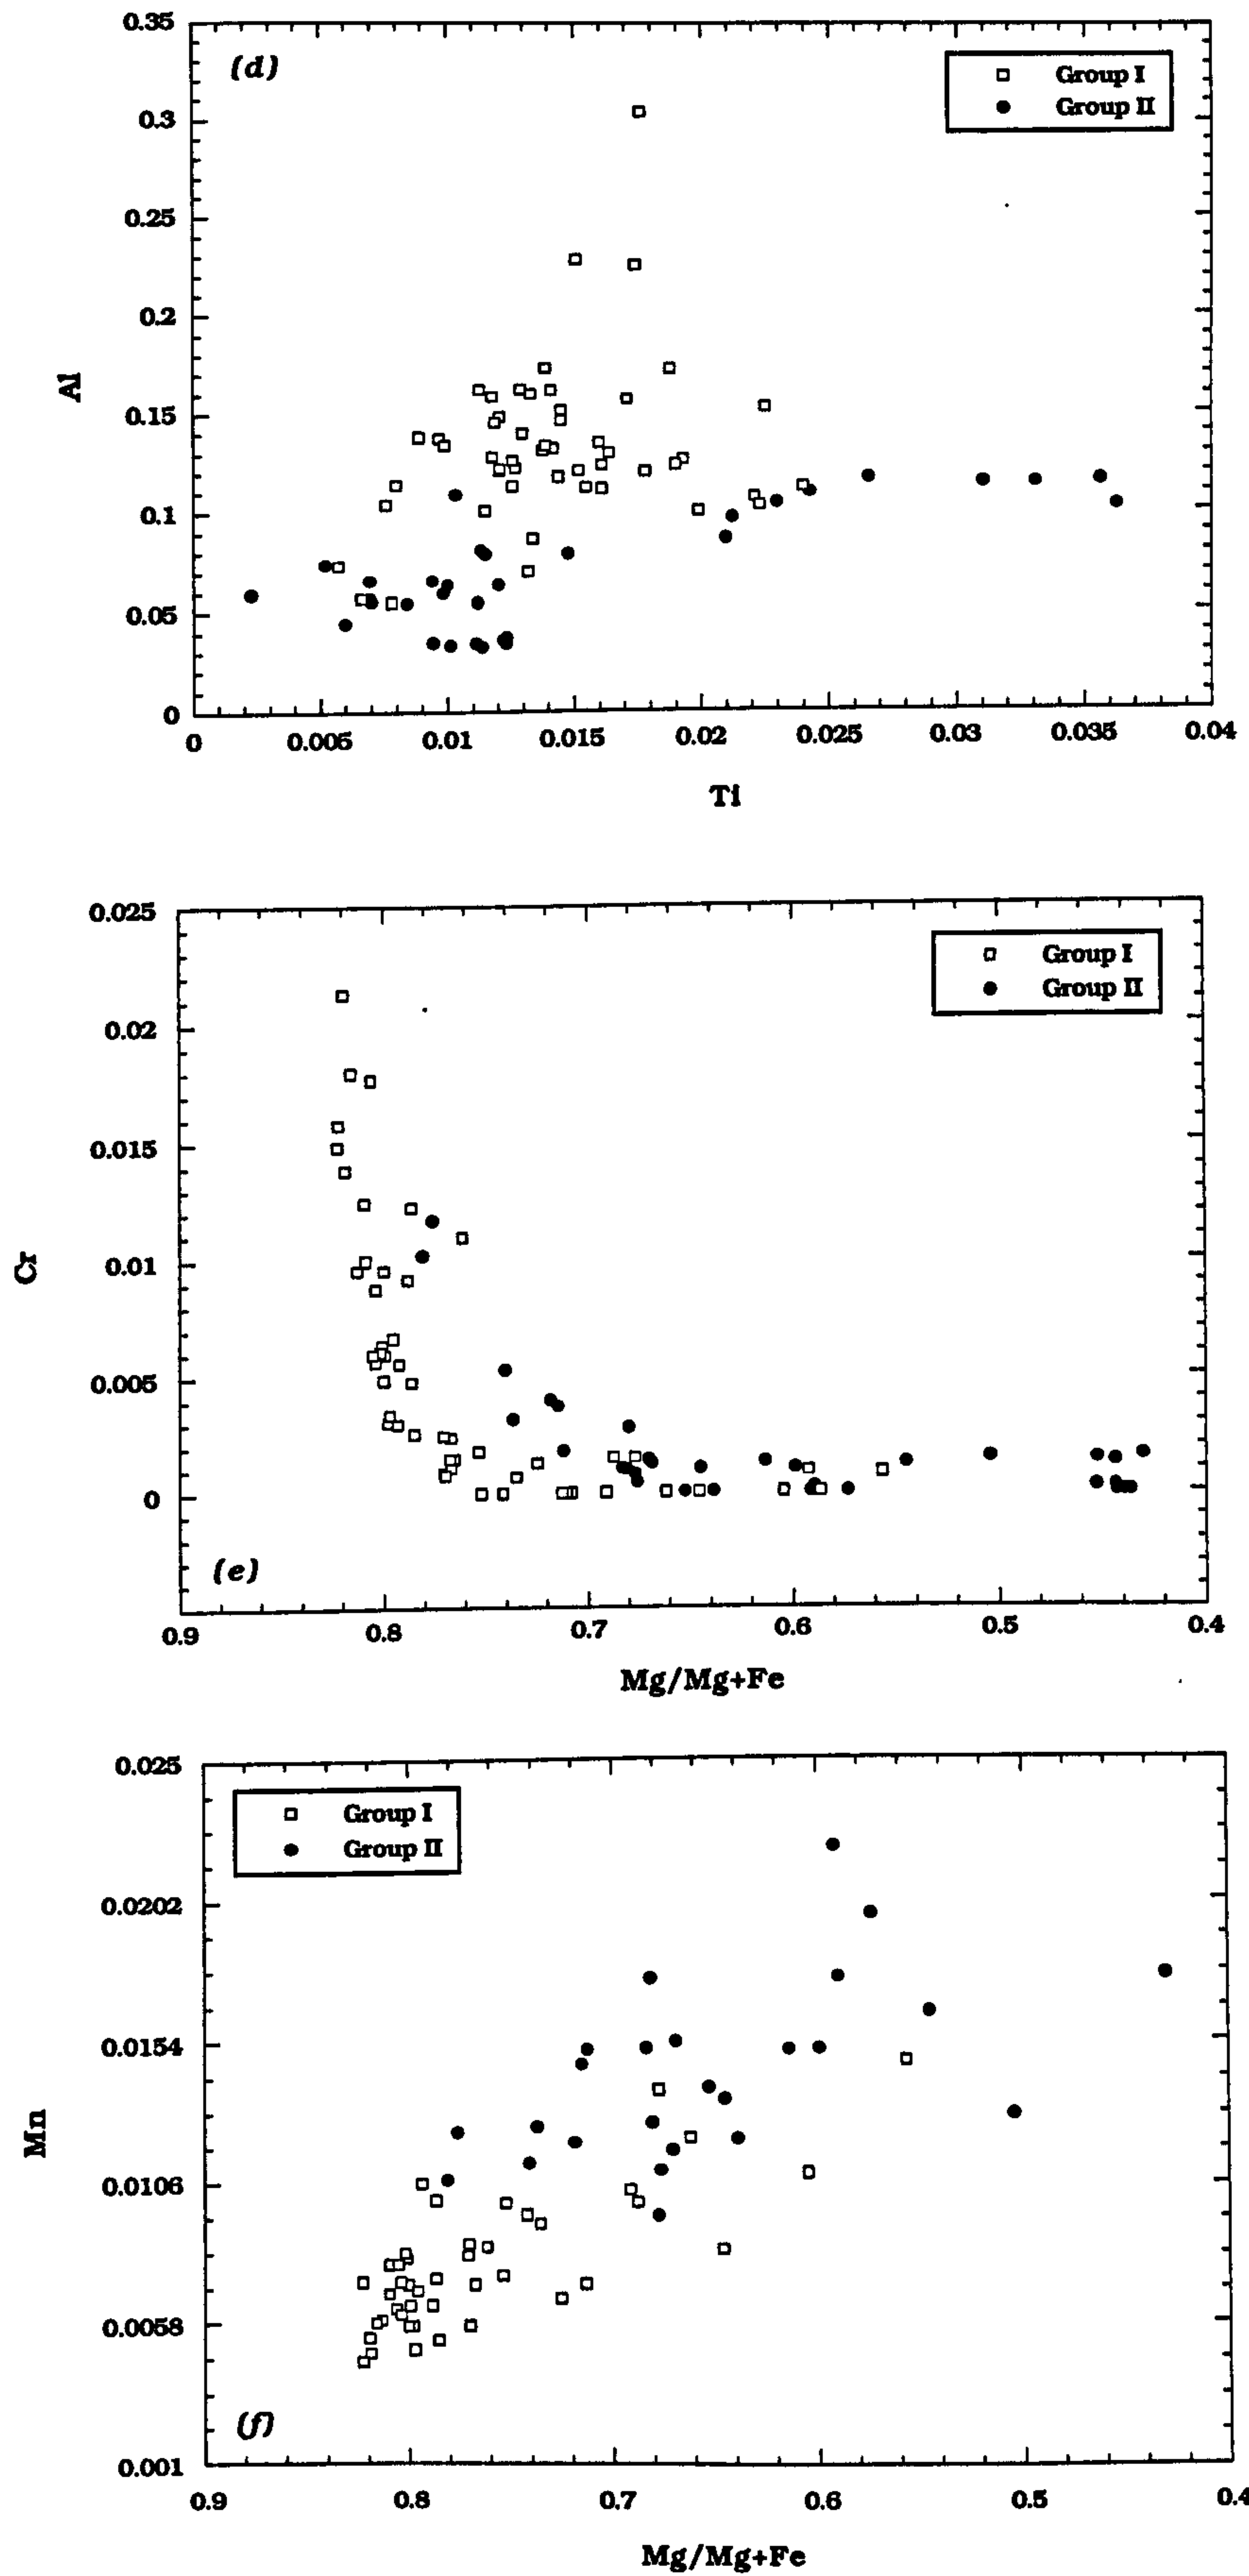 0.35
(d)
Group I
Group II
0.3
0.25
0.2
Al
0.15
0.1
0.05
0
0 0.005 0.01 0.015 0.02 0.025 0.03 0.035 0.04
Ti
0.025
Group I
Group II
0.02
0.015
Cr
0.01
0.005
0
(e)
0.9 0.8 0.7 0.6 0.5 0.4
Mg/Mg+Fe
0.025
Group I
Group II
0.0202
0.0154
Mn
0.0106
0.0058
(f)
0.001
0.9 0.8 0.7 0.6 0.5 0.4
Mg/Mg+Fe